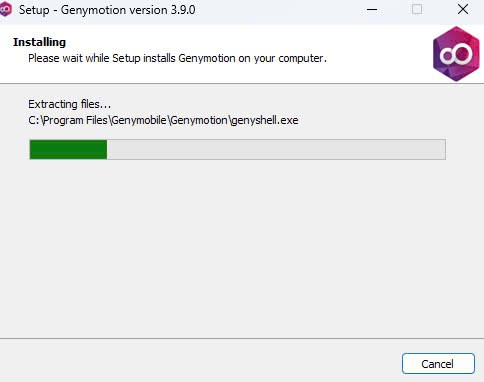 Setup - Genymotion version 3.9.0
Installing
Please wait while Setup installs Genymotion on your computer.
Extracting files...
C:\Program Files\Genymobile\Genymotion\genyshell.exe
Cancel